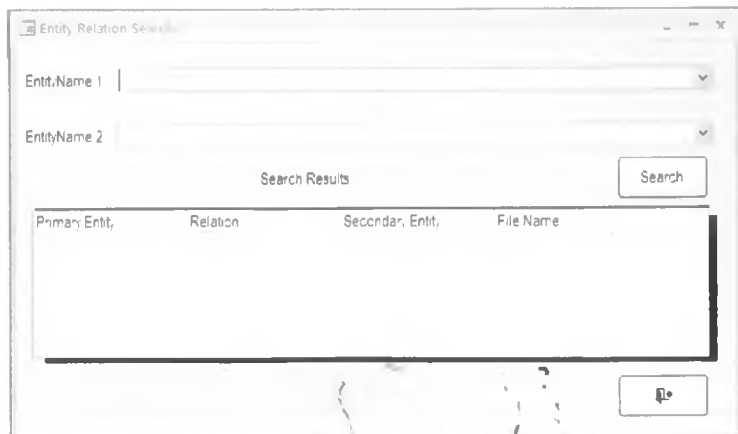 Entity Relation Search
EntityName 1
EntityName 2
Search Results
Search
Primary Entity
Relation
Secondary Entity
File Name